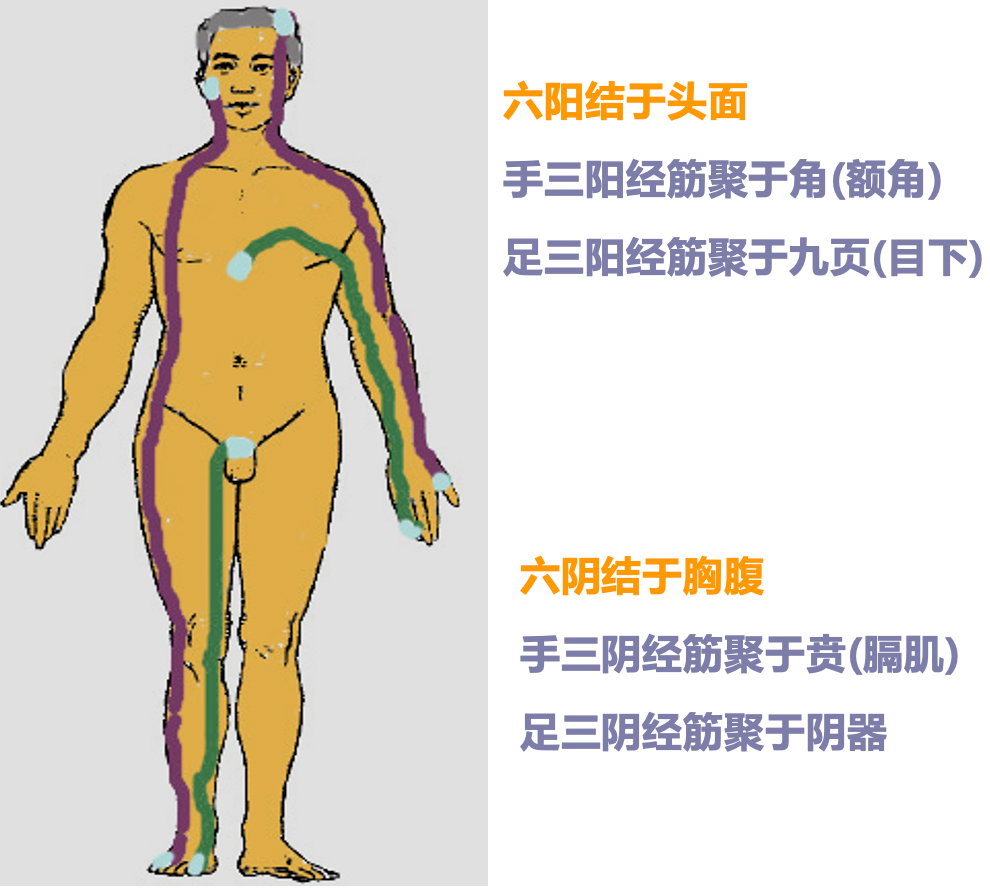 六阳结于头面
手三阳经筋聚于角(额角)
足三阳经筋聚于九页(目下)
六阴结于胸腹
手三阴经筋聚于贲(膈肌)
足三阴经筋聚于阴器